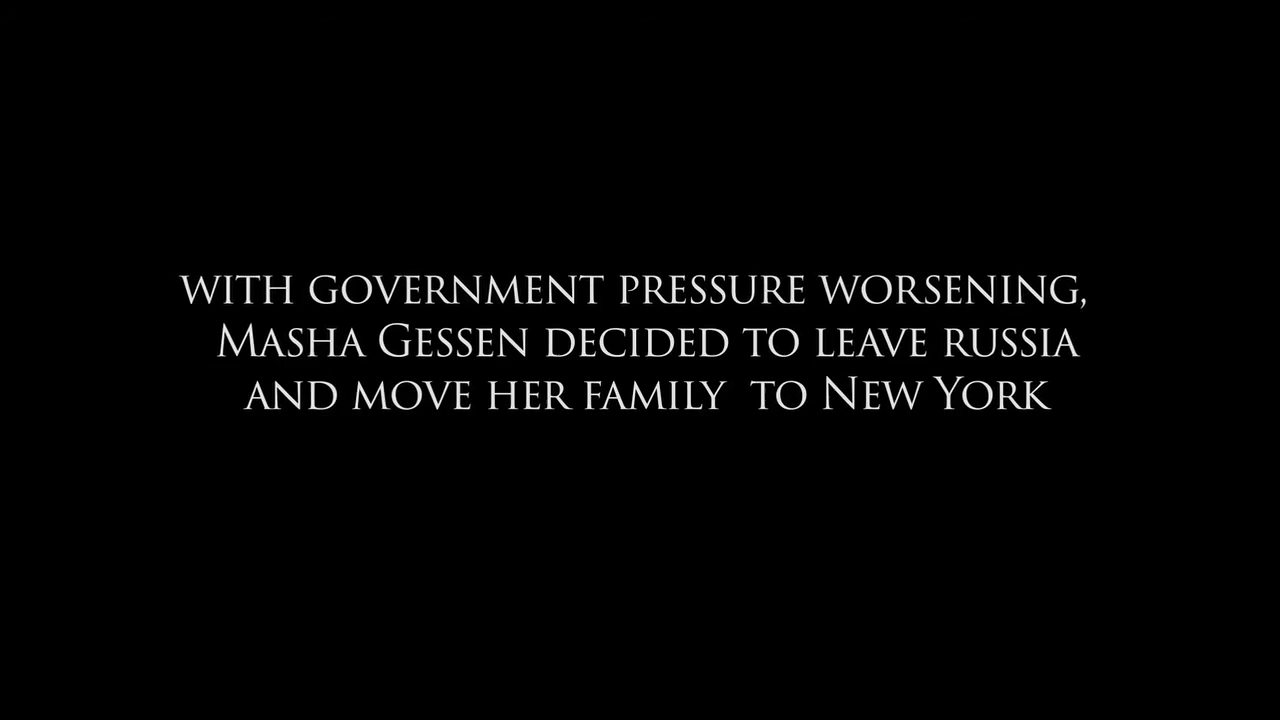 WITH GOVERNMENT PRESSURE WORSENING,
MASHA GESSEN DECIDED TO LEAVE RUSSIA
AND MOVE HER FAMILY TO NEW YORK